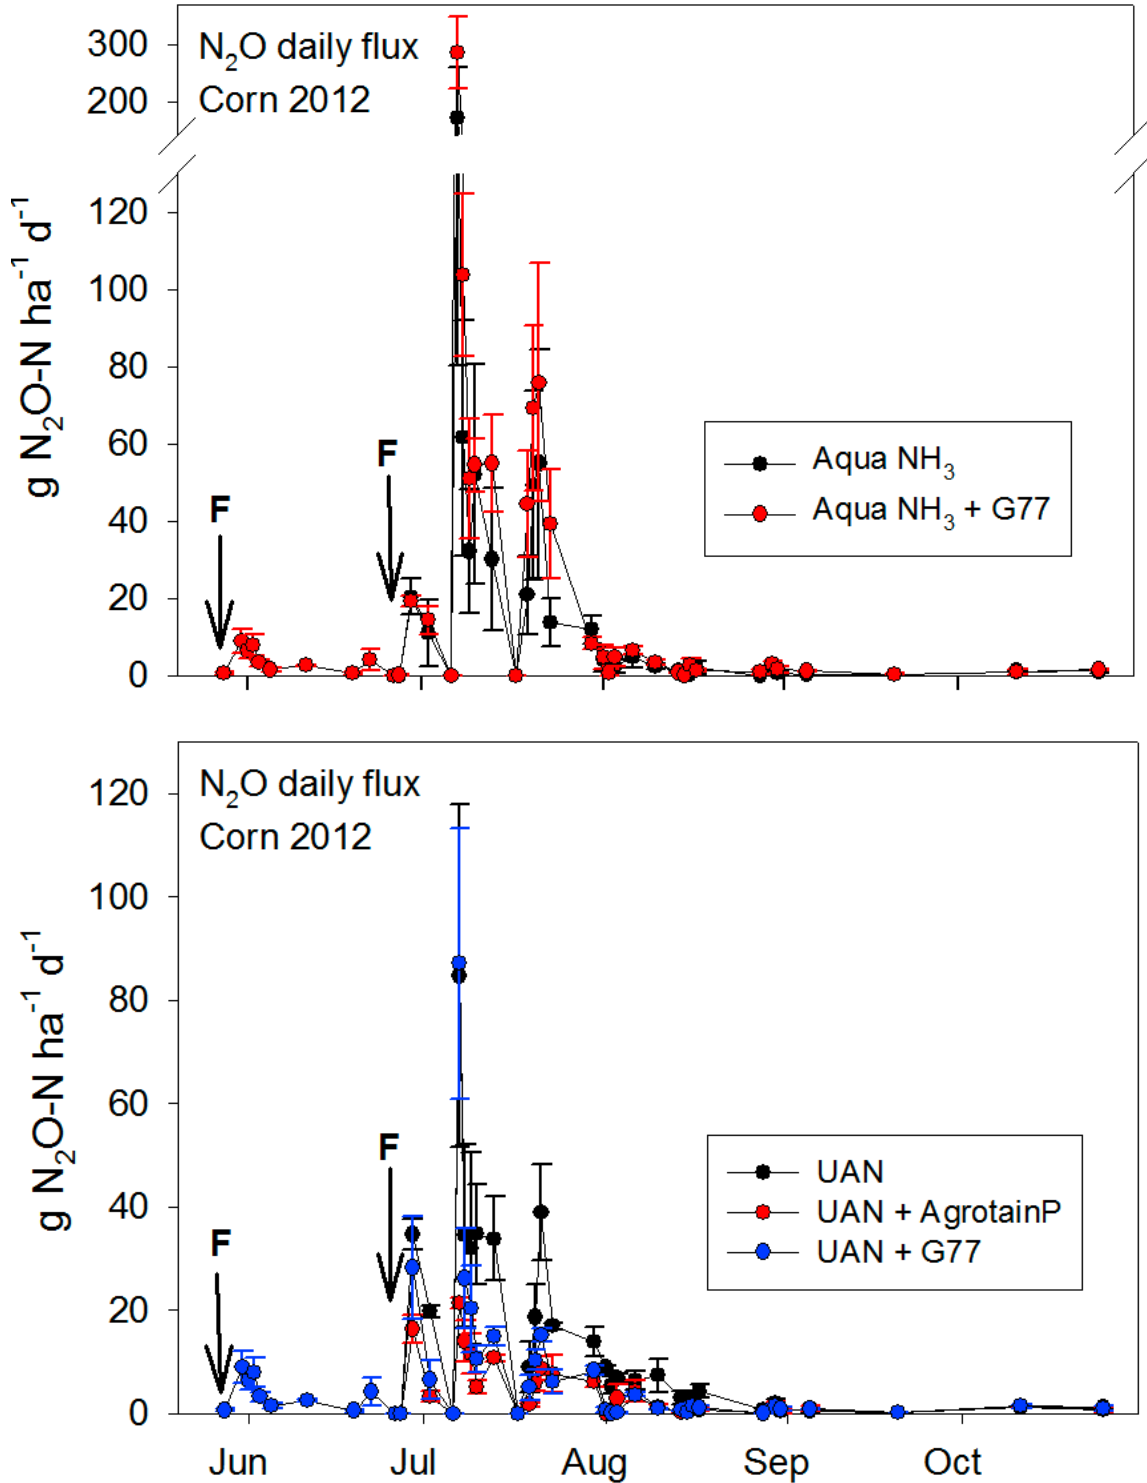 N₂O daily flux
Corn 2012
300
200
120
100
80
60
40
20
0
g N₂O-N ha⁻¹ d⁻¹
F
F
Aqua NH₃
Aqua NH₃ + G77
N₂O daily flux
Corn 2012
120
100
80
60
40
20
0
g N₂O-N ha⁻¹ d⁻¹
F
F
UAN
UAN + AgrotainP
UAN + G77
Jun Jul Aug Sep Oct